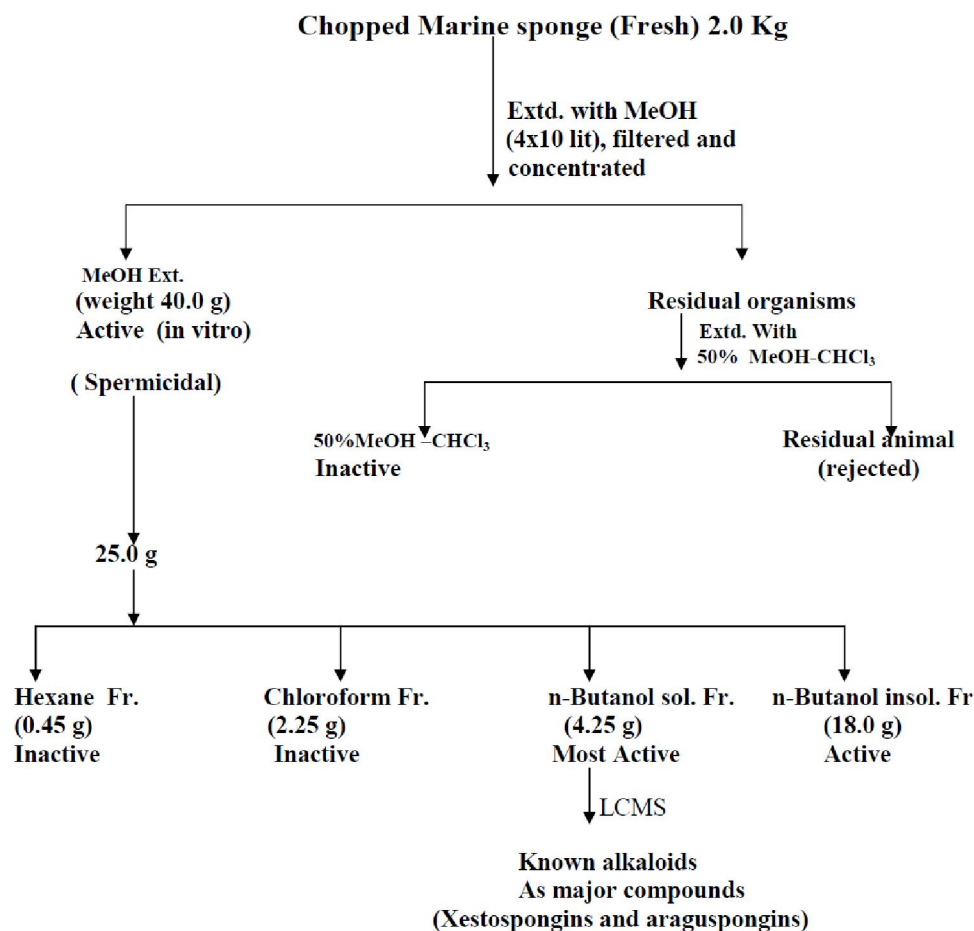 Chopped Marine sponge (Fresh) 2.0 Kg
Extd. with MeOH
(4x10 lit), filtered and
concentrated
MeOH Ext.
(weight 40.0 g)
Active (in vitro)
( Spermicidal)
Residual organisms
Extd. With
50% MeOH-CHCl₃
50%MeOH –CHCl₃
Inactive
Residual animal
(rejected)
25.0 g
Hexane Fr.
(0.45 g)
Inactive
Chloroform Fr.
(2.25 g)
Inactive
n-Butanol sol. Fr.
(4.25 g)
Most Active
n-Butanol insol. Fr
(18.0 g)
Active
LCMS
Known alkaloids
As major compounds
(Xestospongins and araguspongins)